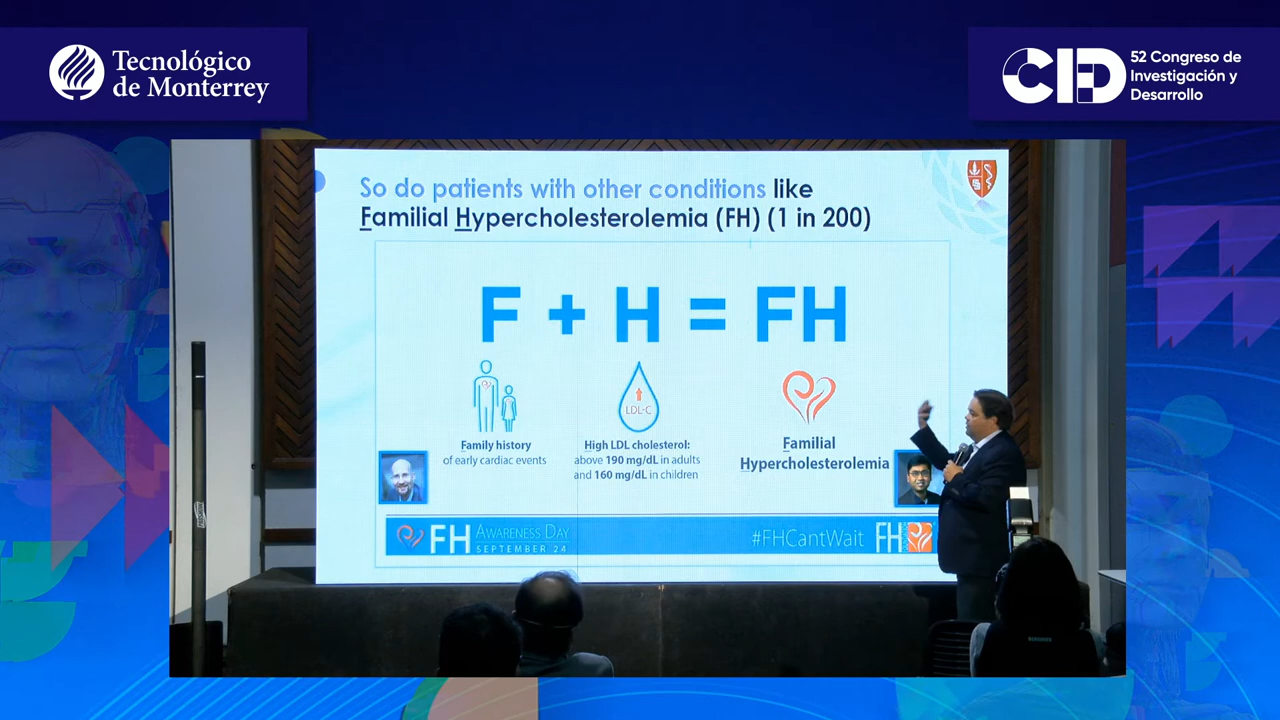 Tecnológico
de Monterrey
CID
52 Congreso de
Investigación y
Desarrollo
So do patients with other conditions like
Familial Hypercholesterolemia (FH) (1 in 200)
F + H = FH
LDL-C
Family history
of early cardiac events
High LDL cholesterol:
above 190 mg/dL in adults
and 160 mg/dL in children
Familial
Hypercholesterolemia
FH AWARENESS DAY
SEPTEMBER 24
#FHCantWait
FH